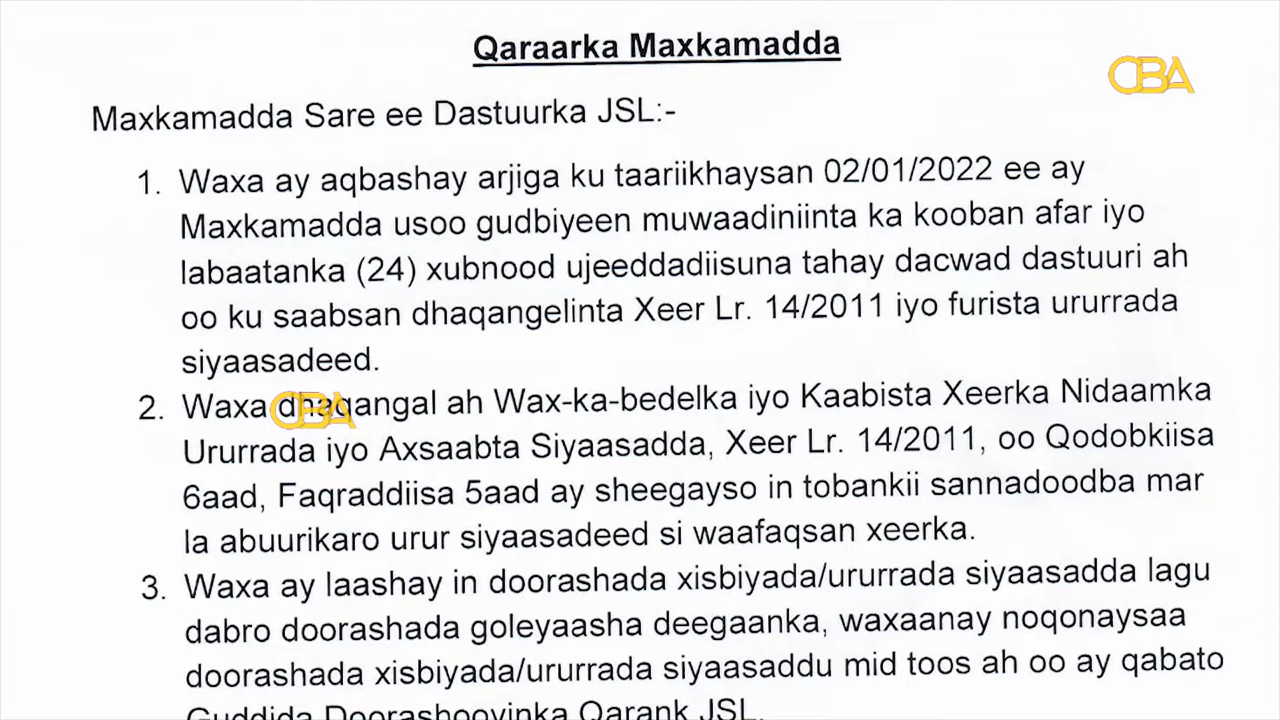 Qaraarka Maxkamadda
CBA
Maxkamadda Sare ee Dastuurka JSL:-
1. Waxa ay aqbashay arjiga ku taariikhaysan 02/01/2022 ee ay
Maxkamadda usoo gudbiyeen muwaadiniinta ka kooban afar iyo
labaatanka (24) xubnood ujeeddadiisuna tahay dacwad dastuuri ah
oo ku saabsan dhaqangelinta Xeer Lr. 14/2011 iyo furista ururrada
siyaasadeed.
2. Waxa dhaqangal ah Wax-ka-bedelka iyo Kaabista Xeerka Nidaamka
CBA
Ururrada iyo Axsaabta Siyaasadda, Xeer Lr. 14/2011, oo Qodobkiisa
6aad, Faqraddiisa 5aad ay sheegayso in tobankii sannadoodba mar
la abuurikaro urur siyaasadeed si waafaqsan xeerka.
3. Waxa ay laashay in doorashada xisbiyada/ururrada siyaasadda lagu
dabro doorashada goleyaasha deegaanka, waxaanay noqonaysaa
doorashada xisbiyada/ururrada siyaasaddu mid toos ah oo ay qabato
Guddida Doorashooyinka Qarank JSL.